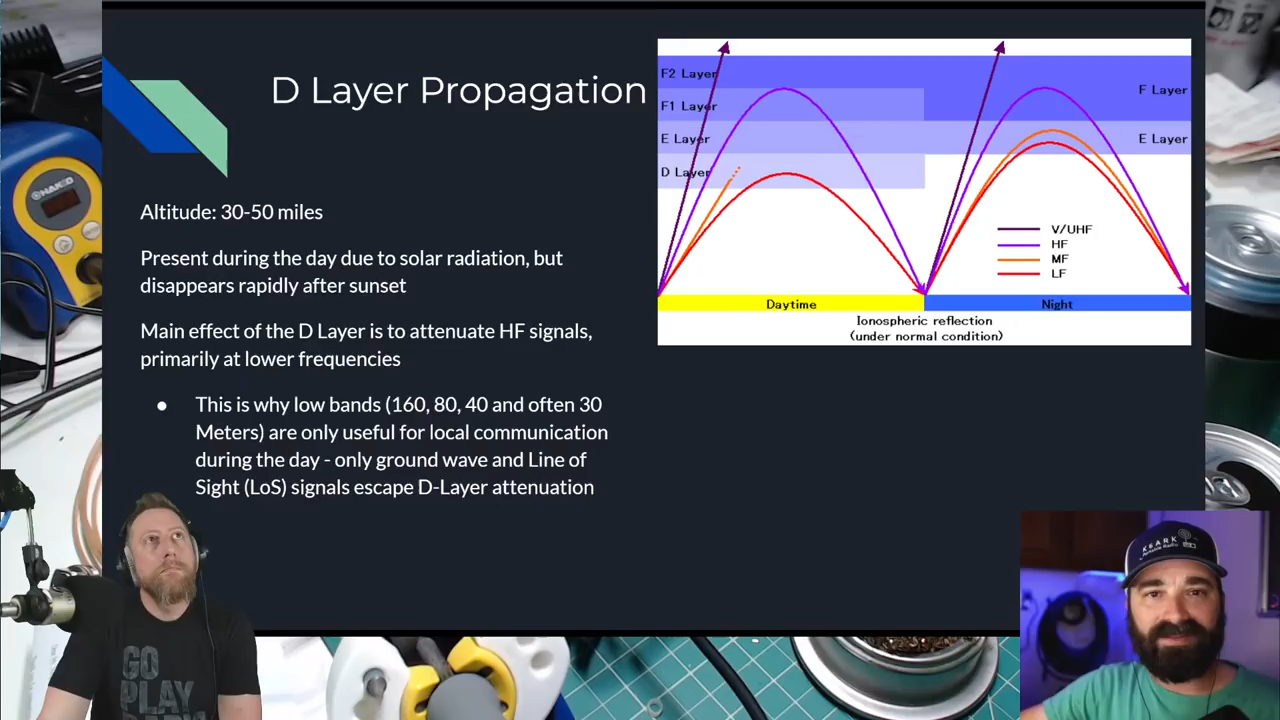 D Layer Propagation
Altitude: 30-50 miles
Present during the day due to solar radiation, but
disappears rapidly after sunset
Main effect of the D Layer is to attenuate HF signals,
primarily at lower frequencies
● This is why low bands (160, 80, 40 and often 30
Meters) are only useful for local communication
during the day - only ground wave and Line of
Sight (LoS) signals escape D-Layer attenuation
F2 Layer
F1 Layer
E Layer
D Layer
F Layer
E Layer
V/UHF
HF
MF
LF
Daytime
Night
Ionospheric reflection
(under normal condition)
HAKKO
GO
PLAY
K6ARK
Portable Radio